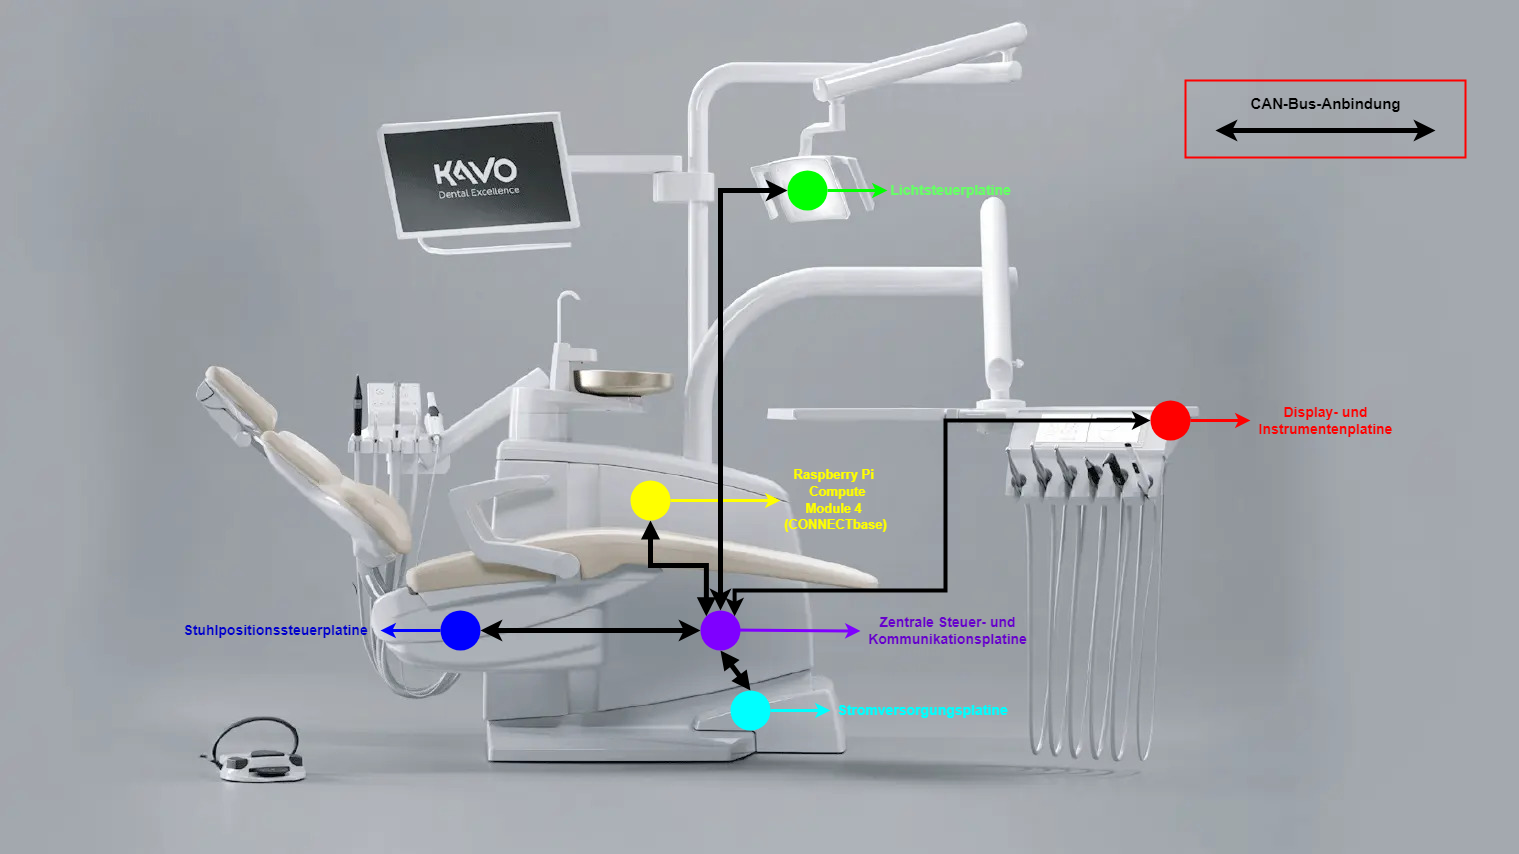 CAN-Bus-Anbindung
KAVO
Dental Excellence
Lichtsteuerplatine
Display- und
Instrumentenplatine
Raspberry Pi
Compute
Module 4
(CONNECTbase)
Stuhlpositionssteuerplatine
Zentrale Steuer- und
Kommunikationsplatine
Stromversorgungsplatine